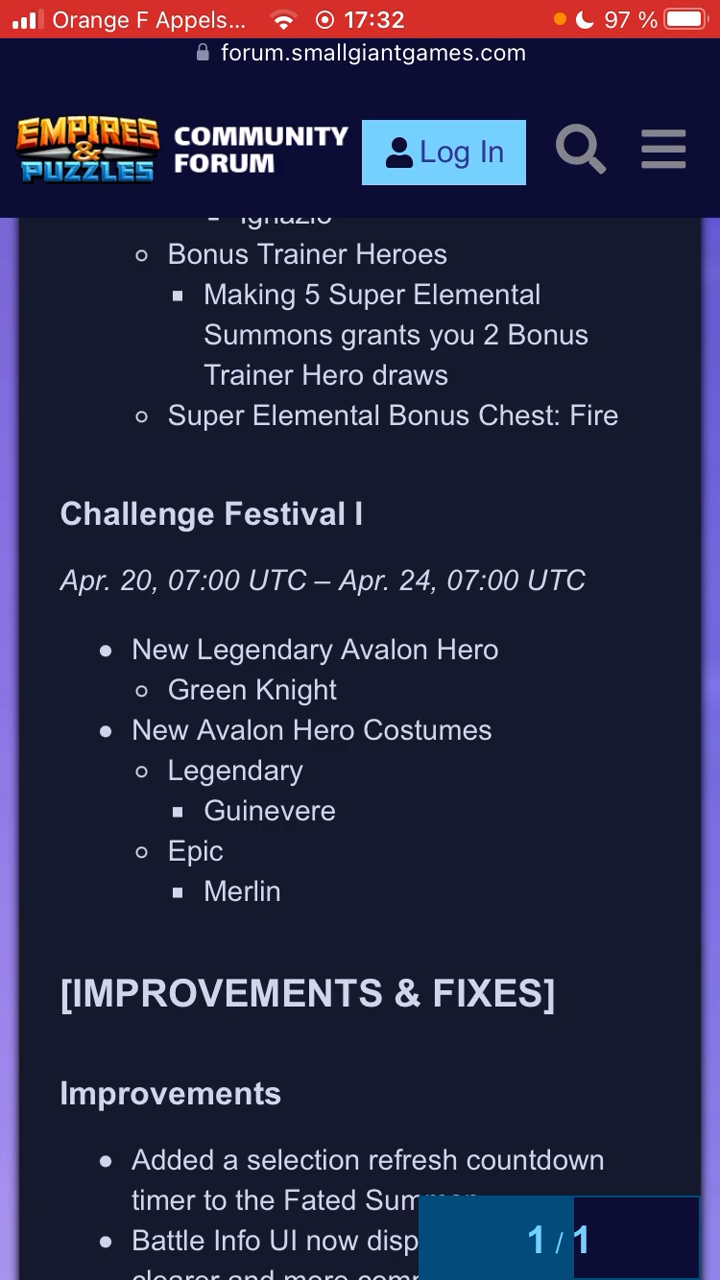 Orange F Appels... 17:32 97 %
forum.smallgiantgames.com
EMPIRES & PUZZLES
COMMUNITY FORUM
Log In
Ignazio
Bonus Trainer Heroes
Making 5 Super Elemental
Summons grants you 2 Bonus
Trainer Hero draws
Super Elemental Bonus Chest: Fire
Challenge Festival I
Apr. 20, 07:00 UTC – Apr. 24, 07:00 UTC
New Legendary Avalon Hero
Green Knight
New Avalon Hero Costumes
Legendary
Guinevere
Epic
Merlin
[IMPROVEMENTS & FIXES]
Improvements
Added a selection refresh countdown
timer to the Fated
Battle Info UI now
clearer and more
1 / 1